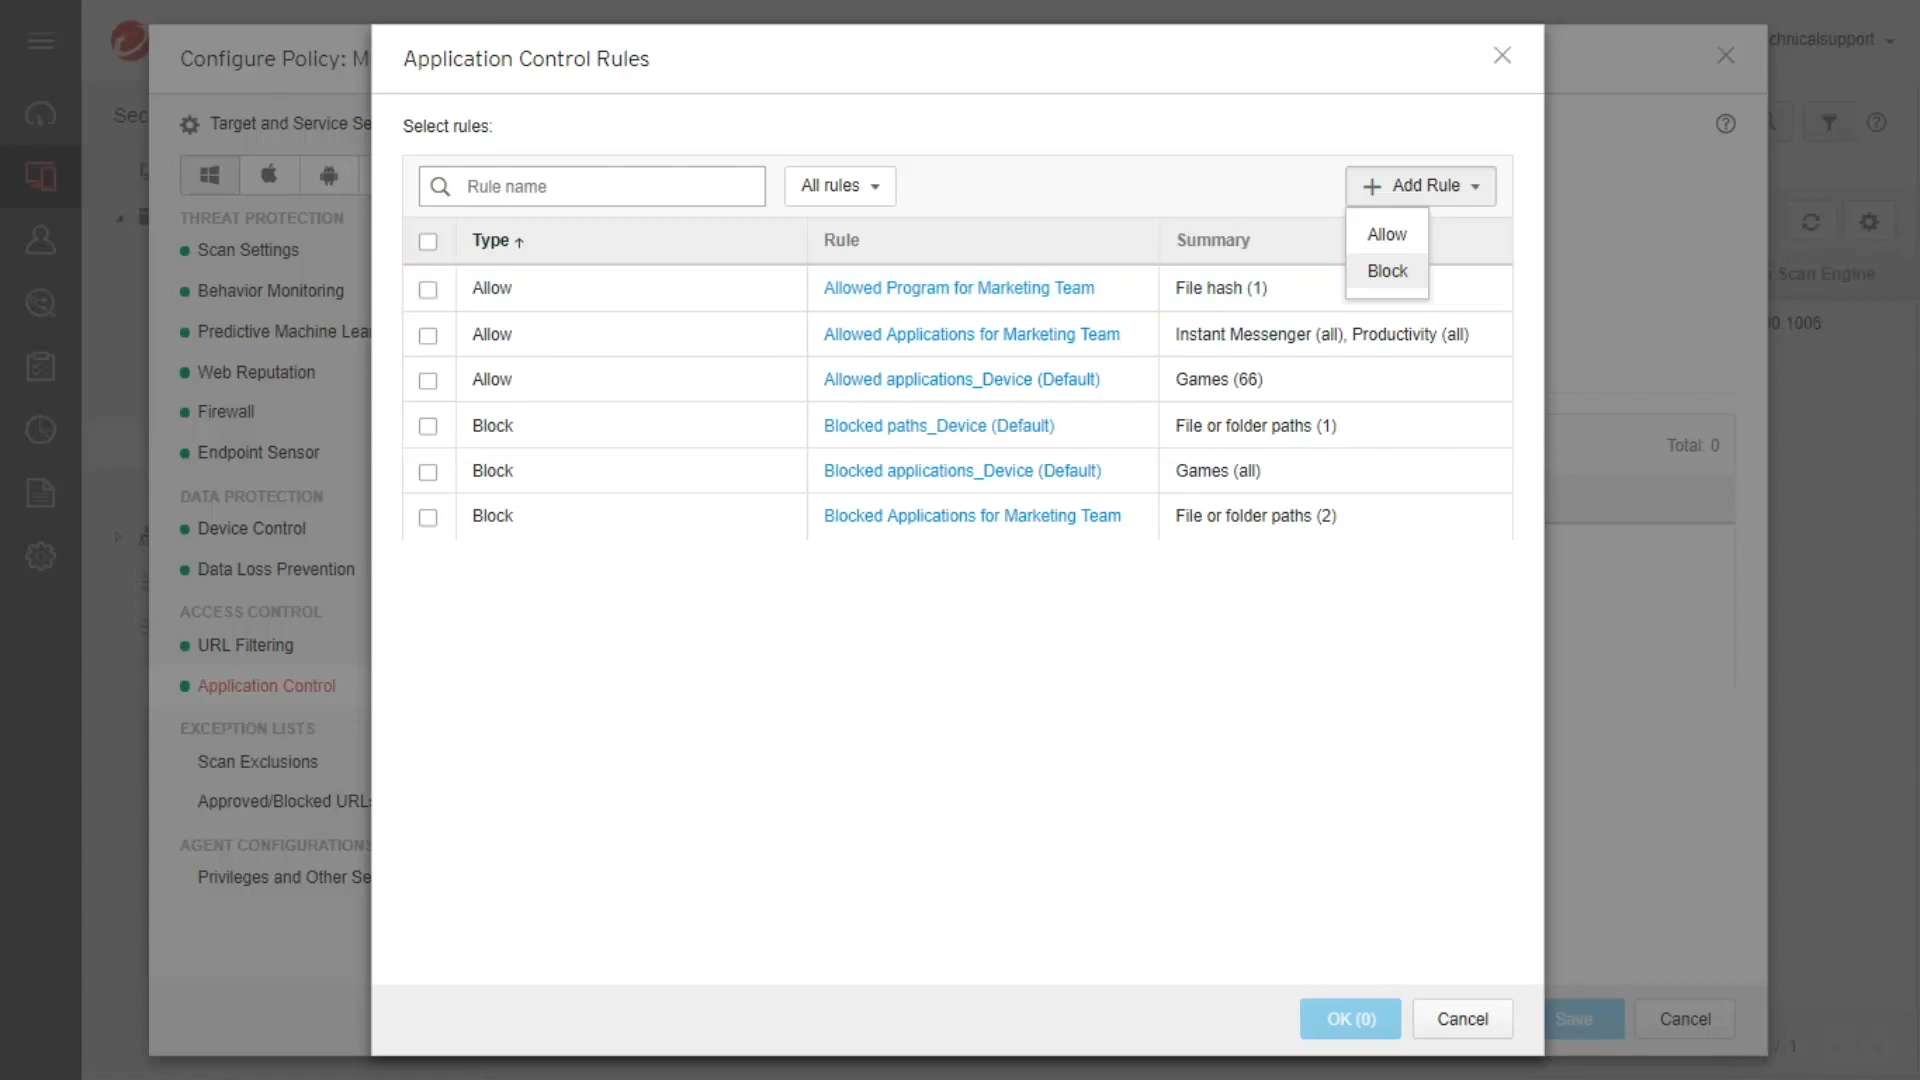 Configure Policy: M
Application Control Rules
chnicalsupport
Sec
Target and Service Se
Select rules:
Rule name
All rules
Add Rule
Allow
Block
THREAT PROTECTION
Scan Settings
Behavior Monitoring
Predictive Machine Lea
Web Reputation
Firewall
Endpoint Sensor
DATA PROTECTION
Device Control
Data Loss Prevention
ACCESS CONTROL
URL Filtering
Application Control
EXCEPTION LISTS
Scan Exclusions
Approved/Blocked URLs
AGENT CONFIGURATIONS
Privileges and Other Se
Type Rule Summary
Allow Allowed Program for Marketing Team File hash (1)
Allow Allowed Applications for Marketing Team Instant Messenger (all), Productivity (all)
Allow Allowed applications_Device (Default) Games (66)
Block Blocked paths_Device (Default) File or folder paths (1)
Block Blocked applications_Device (Default) Games (all)
Block Blocked Applications for Marketing Team File or folder paths (2)
Scan Engine
0.1006
Total: 0
OK (0)
Cancel
Save
Cancel
/ 1